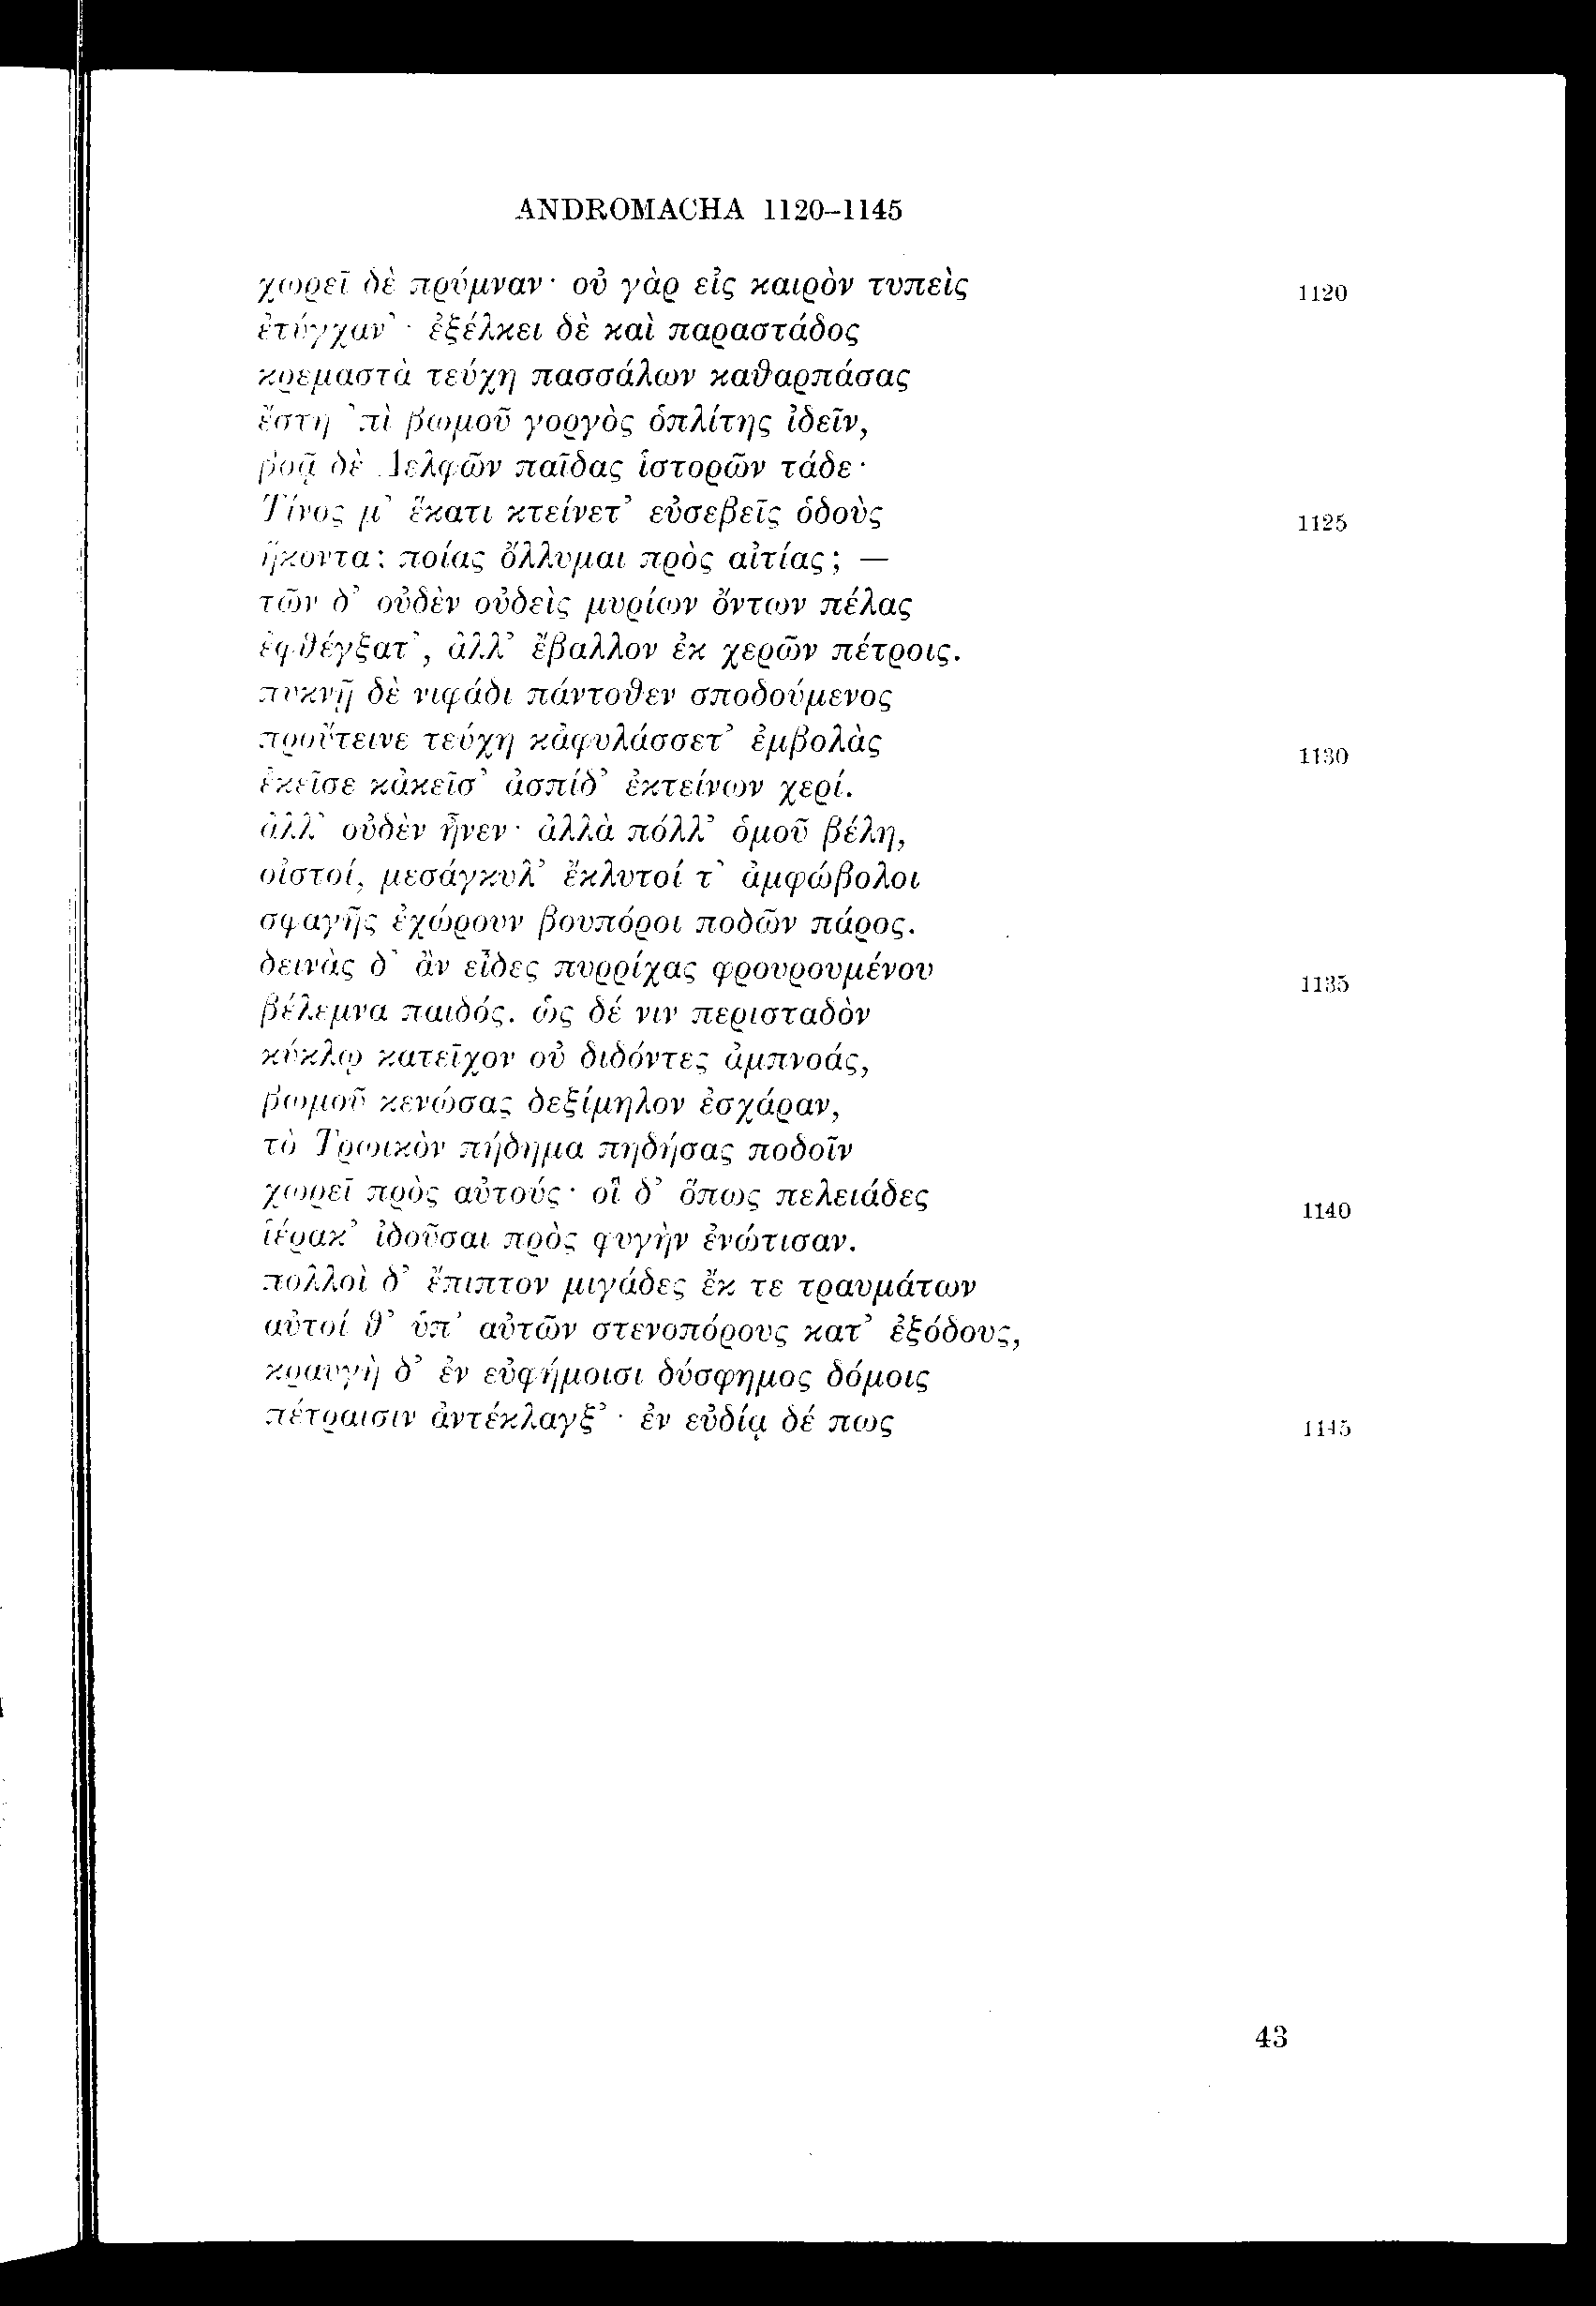 ANDROMACHA 1120–1145
χωρεῖ δὲ πρύμναν· οὐ γὰρ εἰς καιρὸν τυπεὶς 1120
ἐτύγχαν᾽· ἐξέλκει δὲ καὶ παραστάδος
κρεμαστὰ τεύχη πασσάλων καθαρπάσας
ἔστη ᾽πὶ βωμοῦ γοργὸς ὁπλίτης ἰδεῖν,
βοᾷ δὲ Δελφῶν παῖδας ἱστορῶν τάδε·
Τίνος μ᾽ ἕκατι κτείνετ᾽ εὐσεβεῖς ὁδοὺς 1125
ἥκοντα; ποίας ὄλλυμαι πρὸς αἰτίας; —
τῶν δ᾽ οὐδὲν οὐδεὶς μυρίων ὄντων πέλας
ἐφθέγξατ᾽, ἀλλ᾽ ἔβαλλον ἐκ χερῶν πέτροις.
πυκνῇ δὲ νιφάδι πάντοθεν σποδούμενος
προὔτεινε τεύχη κἀφυλάσσετ᾽ ἐμβολὰς 1130
ἐκεῖσε κἀκεῖσ᾽ ἀσπίδ᾽ ἐκτείνων χερί.
ἀλλ᾽ οὐδὲν ἦνεν· ἀλλὰ πόλλ᾽ ὁμοῦ βέλη,
οἰστοί, μεσάγκυλ᾽ ἔκλυτοί τ᾽ ἀμφώβολοι
σφαγῆς ἐχώρουν βουπόροι ποδῶν πάρος.
δεινὰς δ᾽ ἂν εἶδες πυρρίχας φρουρουμένου 1135
βέλεμνα παιδός. ὡς δέ νιν περισταδὸν
κύκλῳ κατεῖχον οὐ διδόντες ἀμπνοάς,
βωμοῦ κενώσας δεξίμηλον ἐσχάραν,
τὸ Τρωικὸν πήδημα πηδήσας ποδοῖν
χωρεῖ πρὸς αὐτούς· οἳ δ᾽ ὅπως πελειάδες 1140
ἱέρακ᾽ ἰδοῦσαι πρὸς φυγὴν ἐνώτισαν.
πολλοὶ δ᾽ ἔπιπτον μιγάδες ἔκ τε τραυμάτων
αὐτοί θ᾽ ὑπ᾽ αὐτῶν στενοπόρους κατ᾽ ἐξόδους,
κραυγὴ δ᾽ ἐν εὐφήμοισι δύσφημος δόμοις
πέτραισιν ἀντέκλαγξ᾽· ἐν εὐδίᾳ δέ πως 1145
43